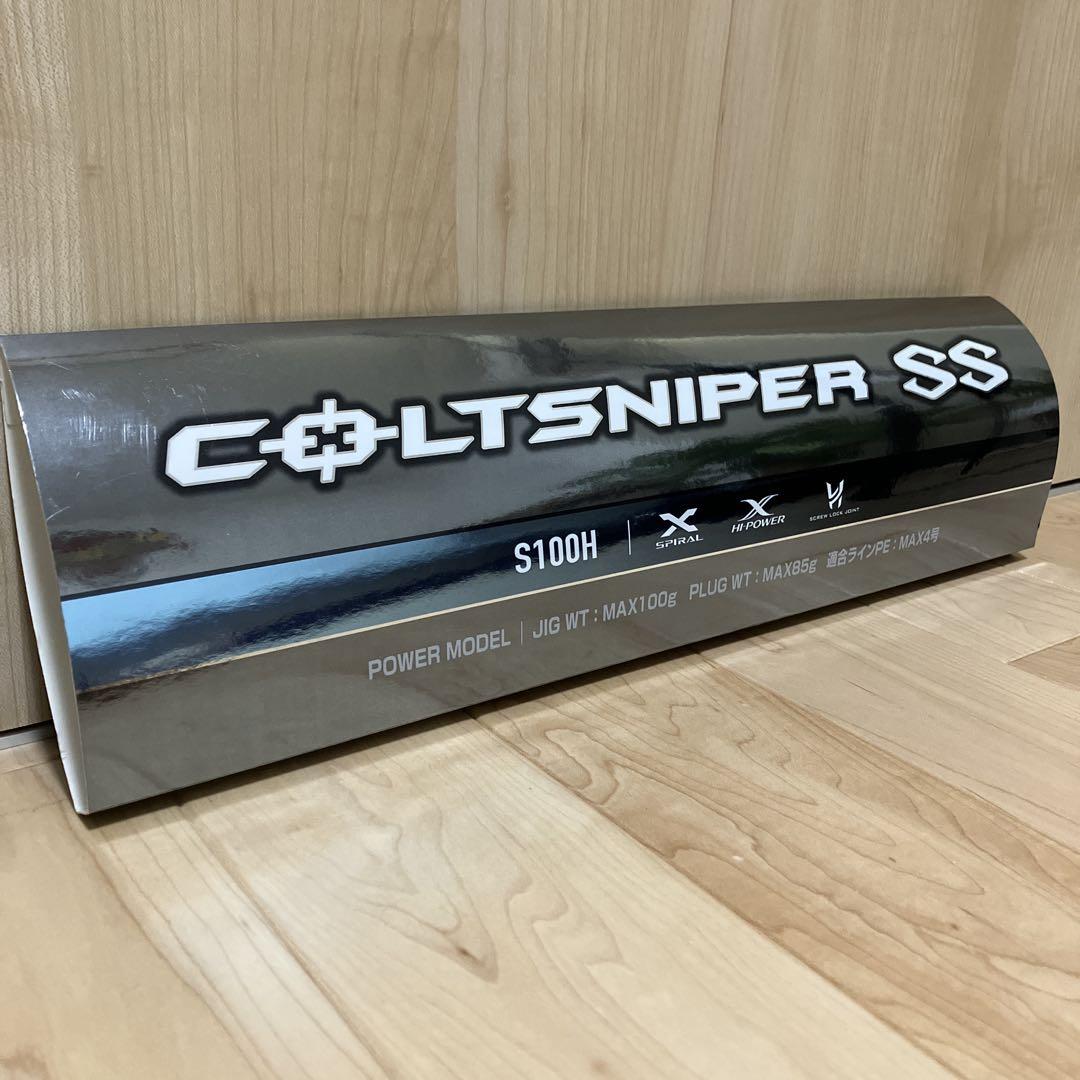 COLTSNIPER SS
S100H | X SPIRAL X HI-POWER SCREW LOCK JOINT
POWER MODEL | JIG WT : MAX100g PLUG WT : MAX85g 適合ラインPE : MAX4号